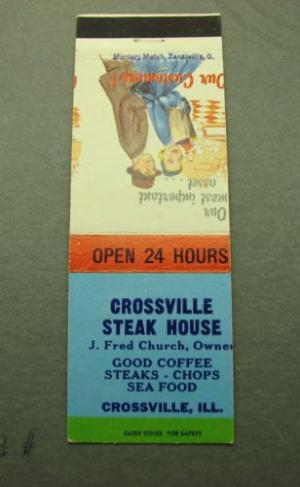 Mercury Match, Zanesville, O.
Our Customers!
Our
most important
asset
OPEN 24 HOURS
CROSSVILLE
STEAK HOUSE
J. Fred Church, Owner
GOOD COFFEE
STEAKS - CHOPS
SEA FOOD
CROSSVILLE, ILL.
CLOSE COVER FOR SAFETY
#